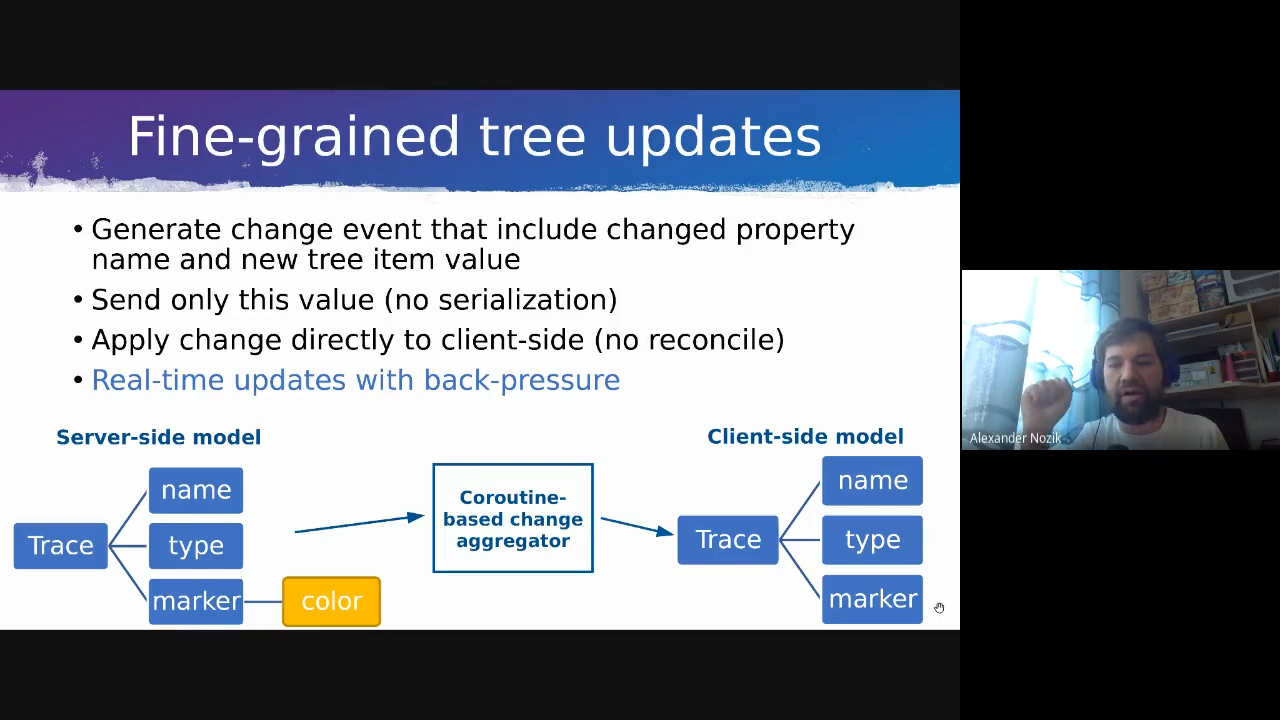 Fine-grained tree updates
• Generate change event that include changed property
name and new tree item value
• Send only this value (no serialization)
• Apply change directly to client-side (no reconcile)
• Real-time updates with back-pressure
Server-side model
Trace
name
type
marker
color
Coroutine-
based change
aggregator
Client-side model
Trace
name
type
marker
Alexander Nozik